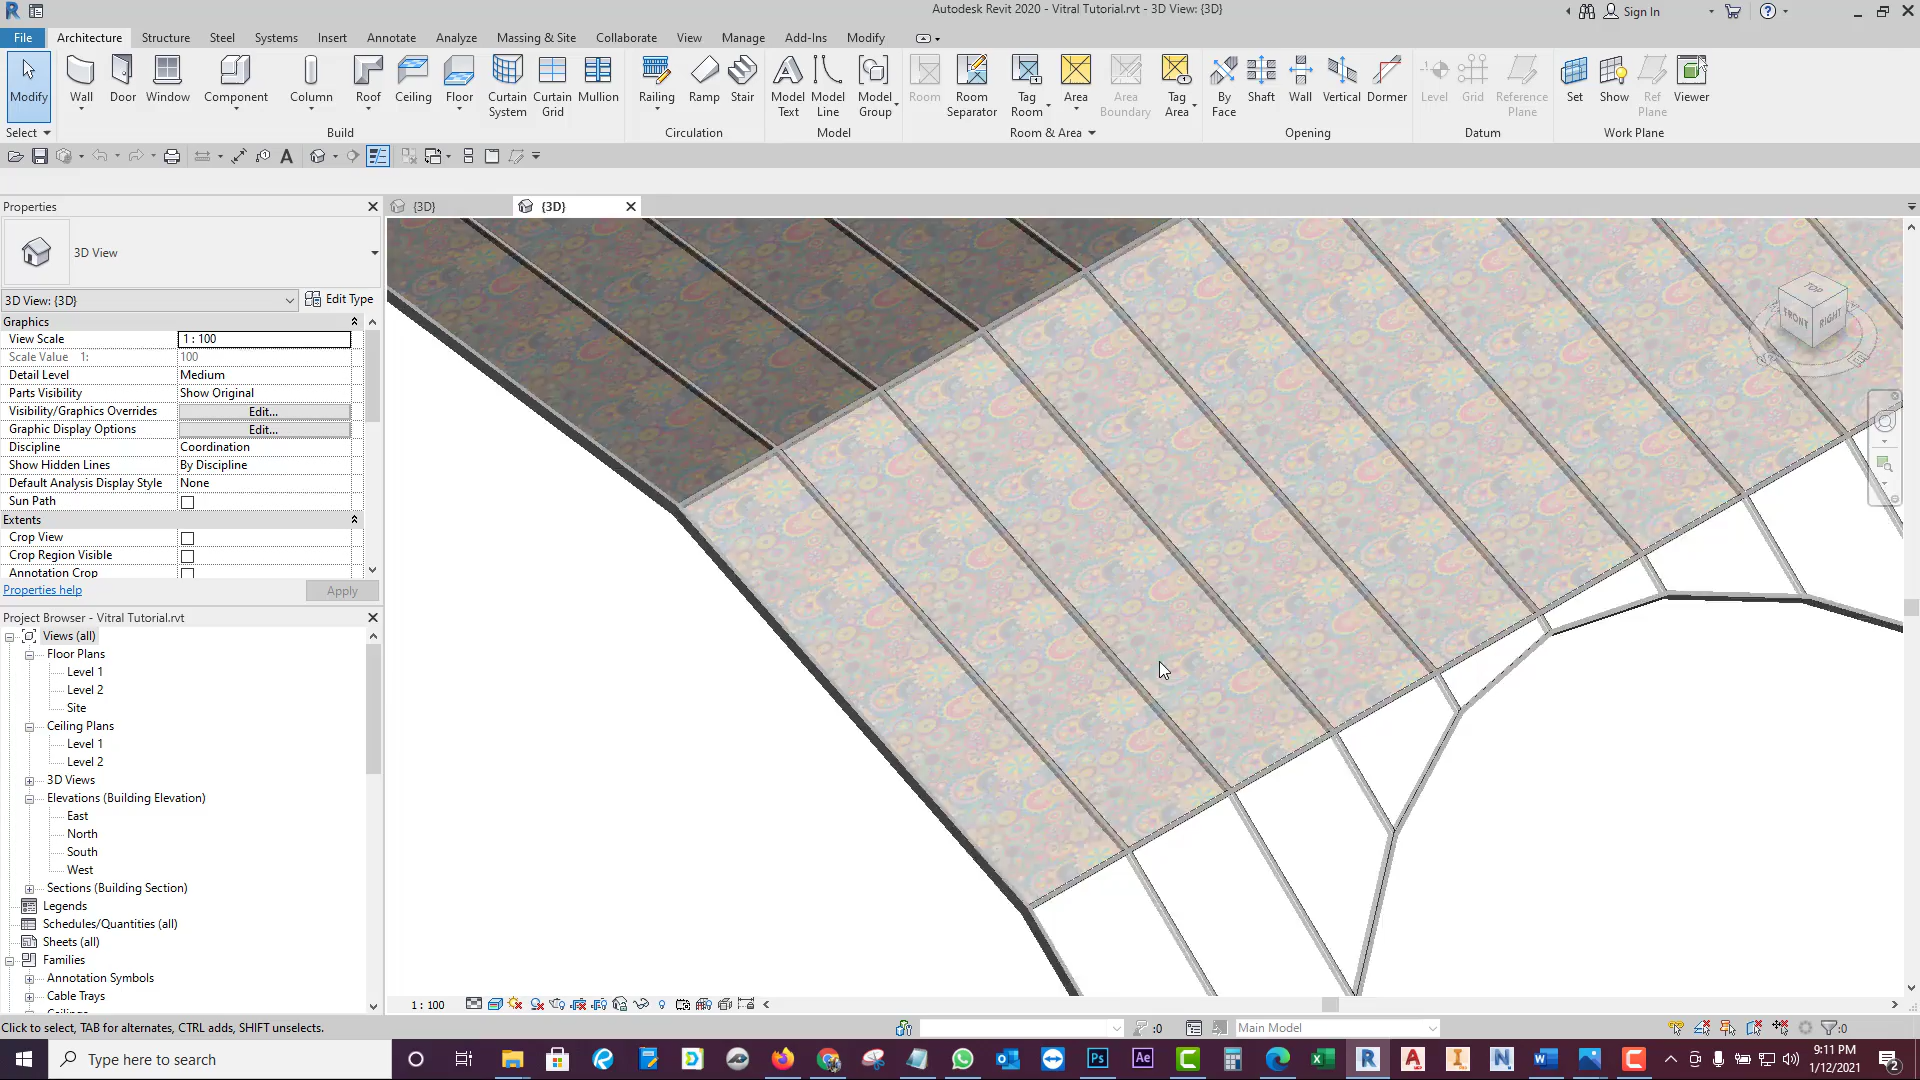 Autodesk Revit 2020 - Vitral Tutorial.rvt - 3D View: {3D}
Sign In
File Architecture Structure Steel Systems Insert Annotate Analyze Massing & Site Collaborate View Manage Add-Ins Modify
Modify Wall Door Window Component Column Roof Ceiling Floor Curtain System Curtain Grid Mullion Railing Ramp Stair Model Text Model Line Model Group Room Room Separator Tag Room Area Area Boundary Tag Area By Face Shaft Wall Vertical Dormer Level Grid Reference Plane Set Show Ref Plane Viewer
Select Build Circulation Model Room & Area Opening Datum Work Plane
Properties
{3D} {3D}
3D View
3D View: {3D} Edit Type
Graphics
View Scale 1 : 100
Scale Value 1: 100
Detail Level Medium
Parts Visibility Show Original
Visibility/Graphics Overrides Edit...
Graphic Display Options Edit...
Discipline Coordination
Show Hidden Lines By Discipline
Default Analysis Display Style None
Sun Path
Extents
Crop View
Crop Region Visible
Annotation Crop
Properties help Apply
TOP
FRONT RIGHT
Project Browser - Vitral Tutorial.rvt
Views (all)
Floor Plans
Level 1
Level 2
Site
Ceiling Plans
Level 1
Level 2
3D Views
Elevations (Building Elevation)
East
North
South
West
Sections (Building Section)
Legends
Schedules/Quantities (all)
Sheets (all)
Families
Annotation Symbols
Cable Trays
Ceilings
1 : 100
Click to select, TAB for alternates, CTRL adds, SHIFT unselects.
:0
Main Model
:0
Type here to search
9:11 PM
1/12/2021
2